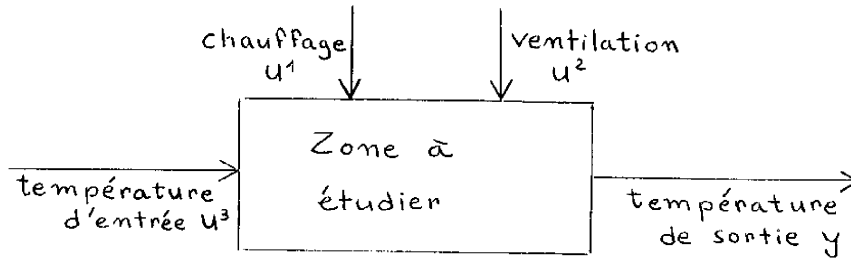 chauffage
u¹
ventilation
u²
Zone à
étudier
température
d'entrée u³
température
de sortie y